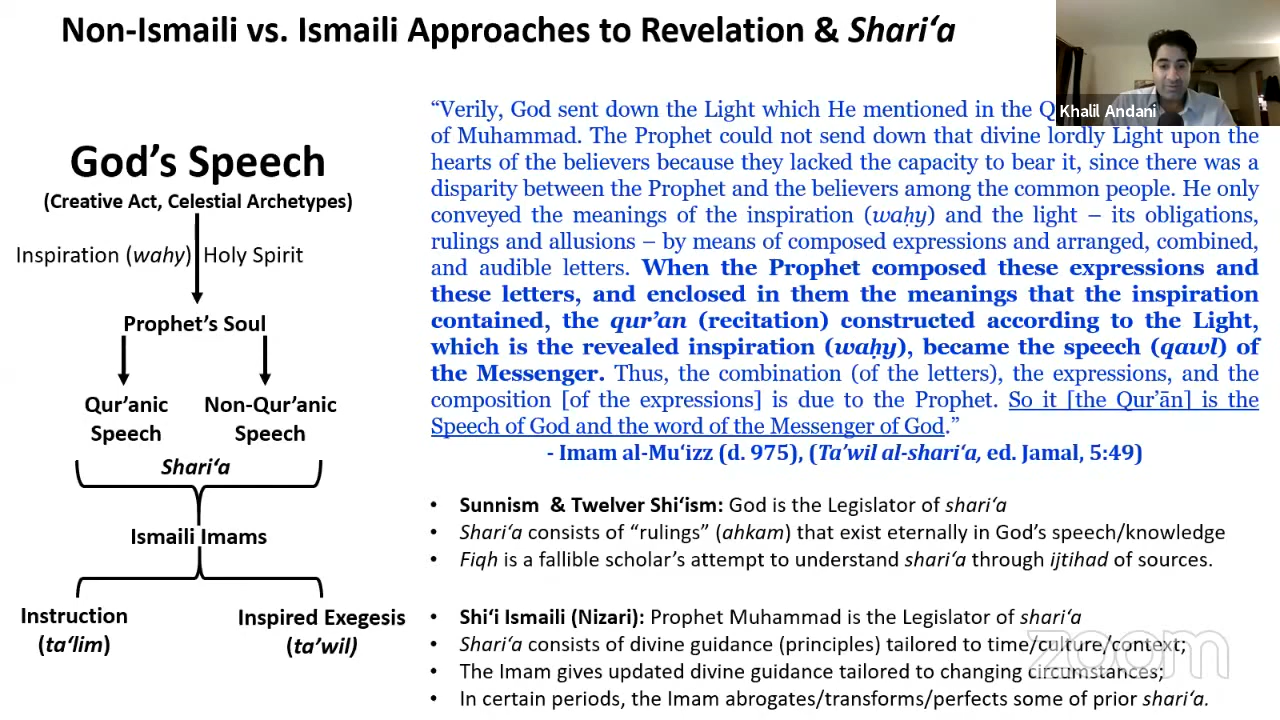 Non-Ismaili vs. Ismaili Approaches to Revelation & Shari‘a
Khalil Andani
God’s Speech
(Creative Act, Celestial Archetypes)
Inspiration (wahy) Holy Spirit
Prophet’s Soul
Qur’anic Speech
Non-Qur’anic Speech
Shari‘a
Ismaili Imams
Instruction
(ta‘lim)
Inspired Exegesis
(ta’wil)
“Verily, God sent down the Light which He mentioned in the Q
of Muhammad. The Prophet could not send down that divine lordly Light upon the
hearts of the believers because they lacked the capacity to bear it, since there was a
disparity between the Prophet and the believers among the common people. He only
conveyed the meanings of the inspiration (waḥy) and the light – its obligations,
rulings and allusions – by means of composed expressions and arranged, combined,
and audible letters. When the Prophet composed these expressions and
these letters, and enclosed in them the meanings that the inspiration
contained, the qur’an (recitation) constructed according to the Light,
which is the revealed inspiration (waḥy), became the speech (qawl) of
the Messenger. Thus, the combination (of the letters), the expressions, and the
composition [of the expressions] is due to the Prophet. So it [the Qur’ān] is the
Speech of God and the word of the Messenger of God.”
- Imam al-Mu‘izz (d. 975), (Ta’wil al-shari‘a, ed. Jamal, 5:49)
• Sunnism & Twelver Shi‘ism: God is the Legislator of shari‘a
• Shari‘a consists of “rulings” (ahkam) that exist eternally in God’s speech/knowledge
• Fiqh is a fallible scholar’s attempt to understand shari‘a through ijtihad of sources.
• Shi‘i Ismaili (Nizari): Prophet Muhammad is the Legislator of shari‘a
• Shari‘a consists of divine guidance (principles) tailored to time/culture/context;
• The Imam gives updated divine guidance tailored to changing circumstances;
• In certain periods, the Imam abrogates/transforms/perfects some of prior shari‘a.
zoom